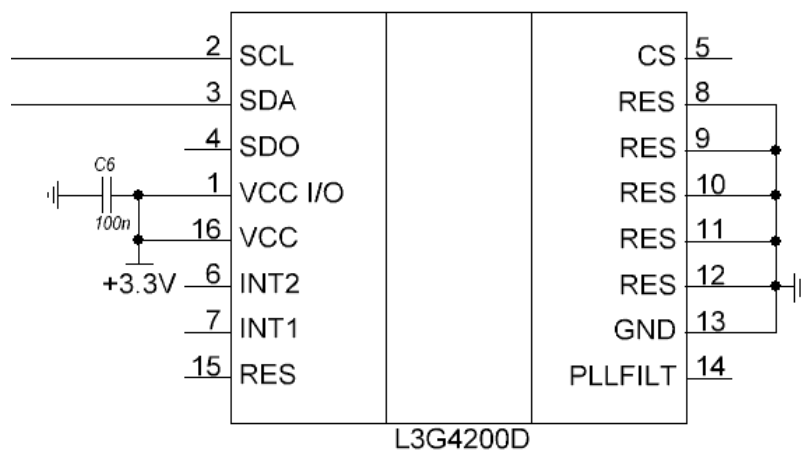 2 SCL CS 5
3 SDA RES 8
4 SDO RES 9
C6
1 VCC I/O RES 10
100n
16 VCC RES 11
+3.3V 6 INT2 RES 12
7 INT1 GND 13
15 RES PLLFILT 14
L3G4200D